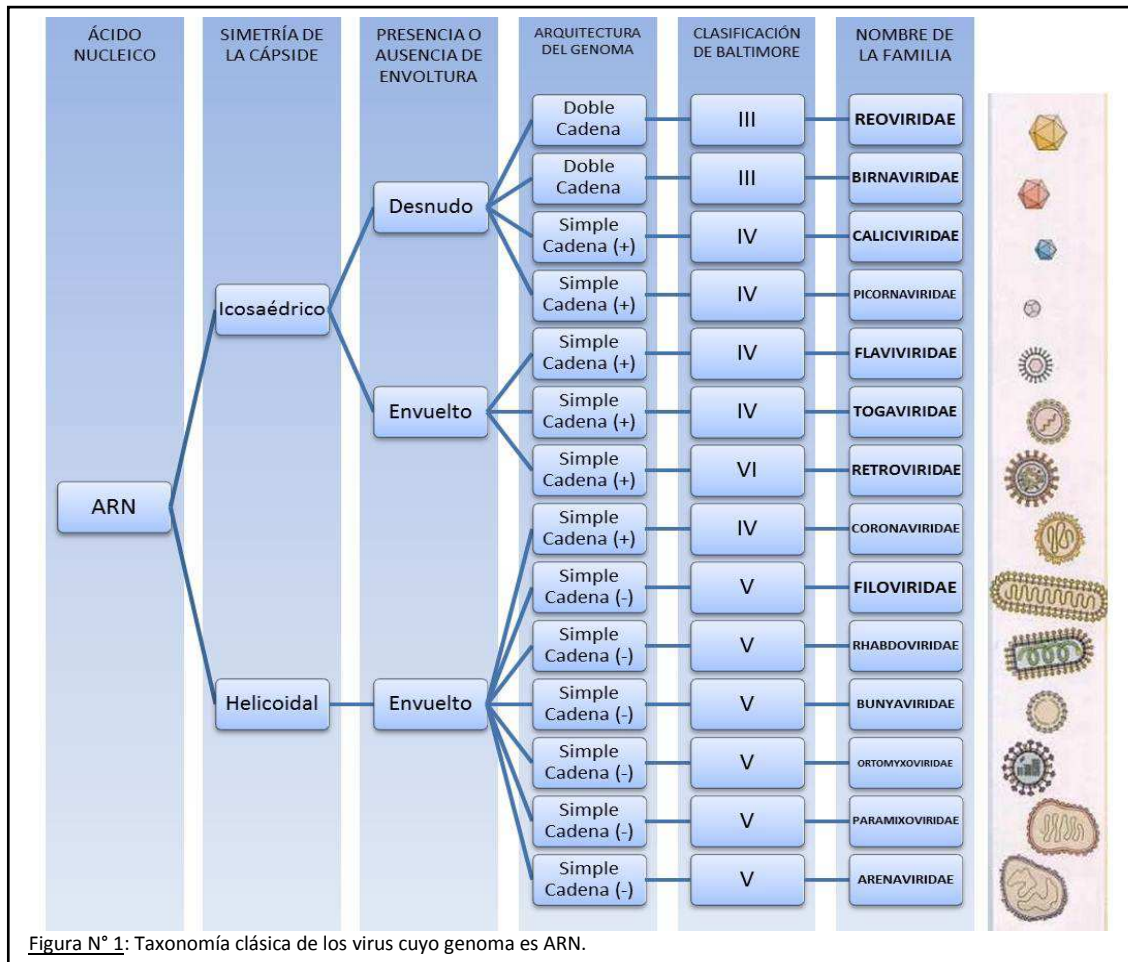 ÁCIDO
NUCLEICO
SIMETRÍA DE
LA CÁPSIDE
PRESENCIA O
AUSENCIA DE
ENVOLTURA
ARQUITECTURA
DEL GENOMA
CLASIFICACIÓN
DE BALTIMORE
NOMBRE DE
LA FAMILIA
ARN
Icosaédrico
Helicoidal
Desnudo
Envuelto
Envuelto
Doble
Cadena
III
REOVIRIDAE
Doble
Cadena
III
BIRNAVIRIDAE
Simple
Cadena (+)
IV
CALICIVIRIDAE
Simple
Cadena (+)
IV
PICORNAVIRIDAE
Simple
Cadena (+)
IV
FLAVIVIRIDAE
Simple
Cadena (+)
IV
TOGAVIRIDAE
Simple
Cadena (+)
VI
RETROVIRIDAE
Simple
Cadena (+)
IV
CORONAVIRIDAE
Simple
Cadena (-)
V
FILOVIRIDAE
Simple
Cadena (-)
V
RHABDOVIRIDAE
Simple
Cadena (-)
V
BUNYAVIRIDAE
Simple
Cadena (-)
V
ORTOMYXOVIRIDAE
Simple
Cadena (-)
V
PARAMIXOVIRIDAE
Simple
Cadena (-)
V
ARENAVIRIDAE
Figura N° 1: Taxonomía clásica de los virus cuyo genoma es ARN.